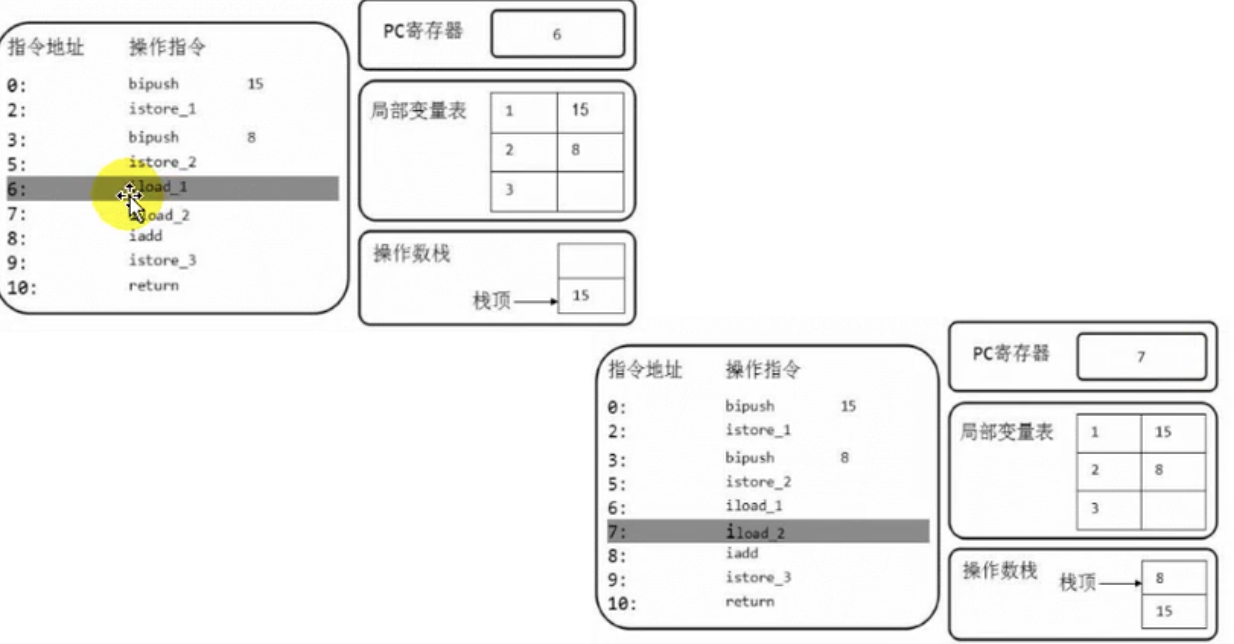 指令地址 操作指令
0: bipush 15
2: istore_1
3: bipush 8
5: istore_2
6: iload_1
7: iload_2
8: iadd
9: istore_3
10: return
PC寄存器 6
局部变量表 1 15
2 8
3
操作数栈
栈顶 15
指令地址 操作指令
0: bipush 15
2: istore_1
3: bipush 8
5: istore_2
6: iload_1
7: iload_2
8: iadd
9: istore_3
10: return
PC寄存器 7
局部变量表 1 15
2 8
3
操作数栈 栈顶 8
15